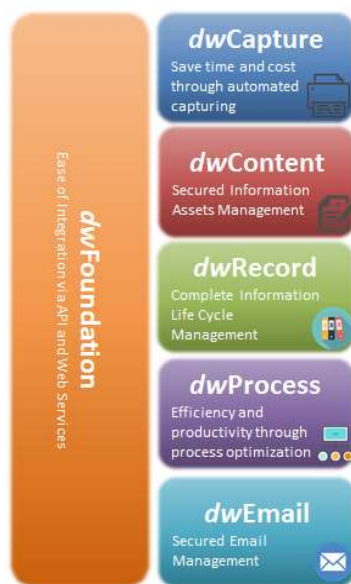 dwFoundation
Ease of Integration via API and Web Services
dwCapture
Save time and cost
through automated
capturing
dwContent
Secured Information
Assets Management
dwRecord
Complete Information
Life Cycle
Management
dwProcess
Efficiency and
productivity through
process optimization
dwEmail
Secured Email
Management